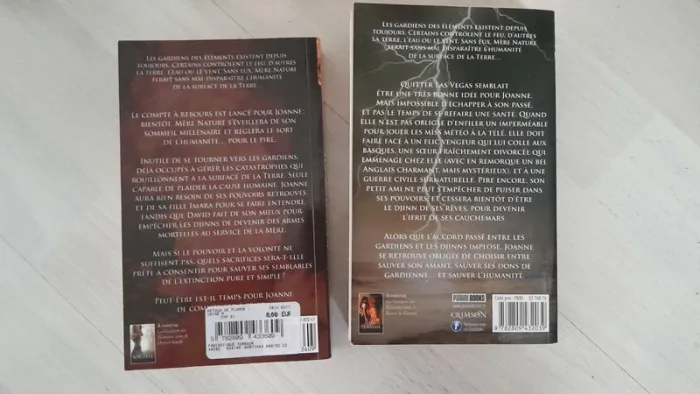 Les gardiens des éléments existent depuis
toujours. Certains contrôlent le feu, d'autres
la terre, l'eau ou le vent. Sans eux, Mère Nature
ferait sans mal disparaître l'humanité
de la surface de la Terre...
Le compte à rebours est lancé pour Joanne:
bientôt, Mère Nature s'éveillera de son
sommeil millénaire et réglera le sort
de l'humanité... pour le pire.
Inutile de se tourner vers les gardiens,
déjà occupés à gérer les catastrophes qui
bouillonnent à la surface de la Terre. Seule
capable de plaider la cause humaine, Joanne
aura bien besoin de ses pouvoirs retrouvés
et de sa fille Imara pour se faire entendre,
tandis que David fait de son mieux pour
empêcher les djinns de devenir des armes
mortelles au service de la Mère.
Mais si le pouvoir et la volonté ne
suffisent pas, quels sacrifices sera-t-elle
prête à consentir pour sauver ses semblables
de l'extinction pure et simple ?
Peut-être est-il temps pour Joanne
0,00 EUF
9 782809 433500
3409
Les gardiens des éléments existent depuis
toujours. Certains contrôlent le feu, d'autres
la terre, l'eau ou le vent. Sans eux, Mère Nature
ferait sans mal disparaître l'humanité
de la surface de la Terre...
Quitter Las Vegas semblait
être une très bonne idée pour Joanne.
Mais impossible d'échapper à son passé,
et pas le temps de se refaire une santé. Quand
elle n'est pas obligée d'enfiler un imperméable
pour jouer les Miss Météo à la télé, elle doit
faire face à un flic vengeur qui lui colle aux
basques, une sœur fraîchement divorcée qui
emménage chez elle avec en remorque un bel
Anglais charmant, mais mystérieux, et à une
guerre civile surnaturelle. Pire encore, son
petit ami ne peut s'empêcher de puiser dans
ses pouvoirs, et cessera bientôt d'être
le djinn de ses rêves, pour devenir
l'ifrit de ses cauchemars.
Alors que l'accord passé entre les
gardiens et les djinns implose, Joanne
se retrouve obligée de choisir entre
sauver son amant, sauver ses dons de
gardienne... et sauver l'humanité.
PANINI BOOKS
CRIMSON
9 782809 432039